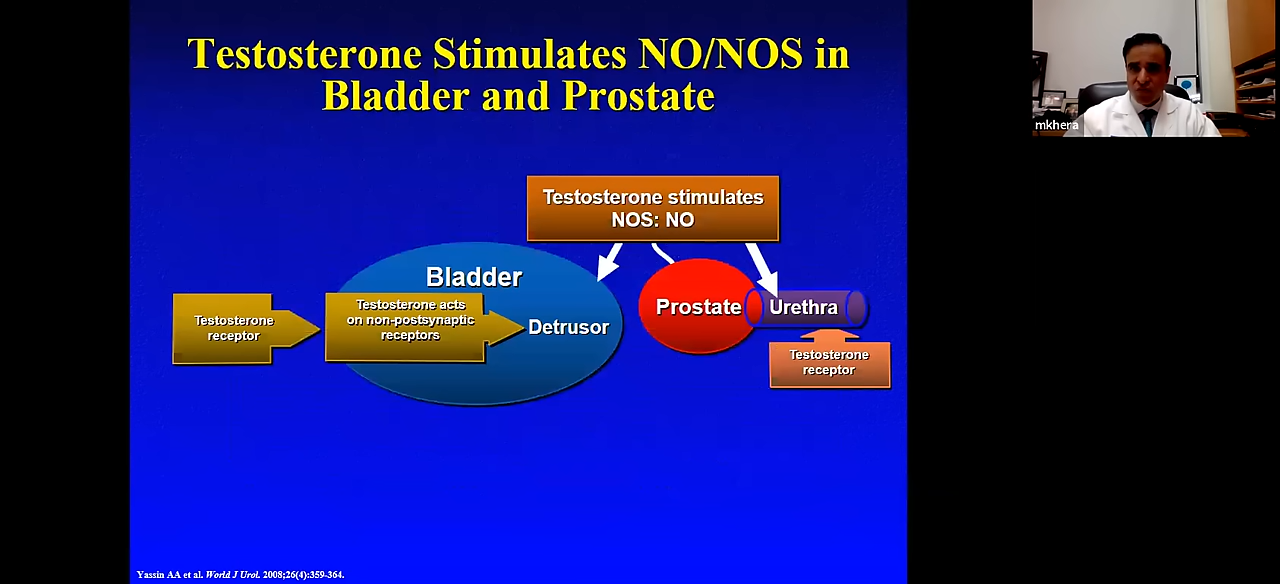 Testosterone Stimulates NO/NOS in
Bladder and Prostate
mkhera
Testosterone stimulates
NOS: NO
Bladder
Testosterone acts
on non-postsynaptic
receptors
Detrusor
Testosterone
receptor
Prostate
Urethra
Testosterone
receptor
Yassin AA et al. World J Urol. 2008;26(4):359-364.